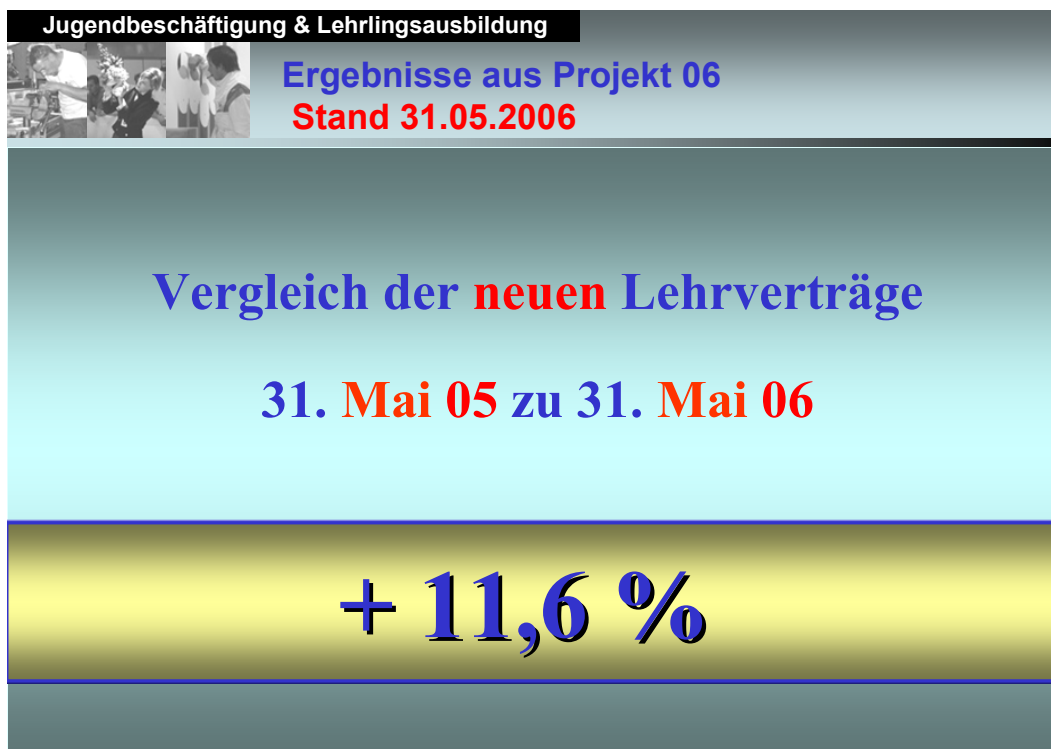 Jugendbeschäftigung & Lehrlingsausbildung
Ergebnisse aus Projekt 06
Stand 31.05.2006
Vergleich der neuen Lehrverträge
31. Mai 05 zu 31. Mai 06
+ 11,6 %